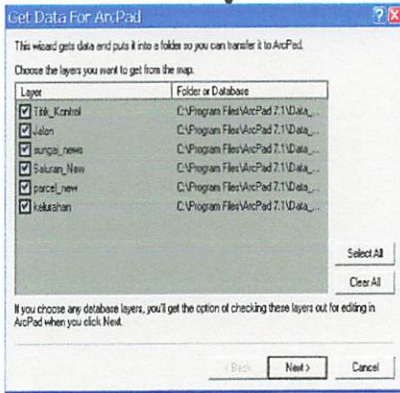 Get Data For ArcPad
This wizard gets data and puts it into a folder so you can transfer it to ArcPad.
Choose the layers you want to get from the map.
Layer Folder or Database
Titik_Kontrol C:\Program Files\ArcPad 7.1\Data_...
Jalan C:\Program Files\ArcPad 7.1\Data_...
sungai_news C:\Program Files\ArcPad 7.1\Data_...
Saluran_New C:\Program Files\ArcPad 7.1\Data_...
parcel_new C:\Program Files\ArcPad 7.1\Data_...
kelurahan C:\Program Files\ArcPad 7.1\Data_...
Select All
Clear All
If you choose any database layers, you'll get the option of checking these layers out for editing in
ArcPad when you click Next.
< Back Next > Cancel